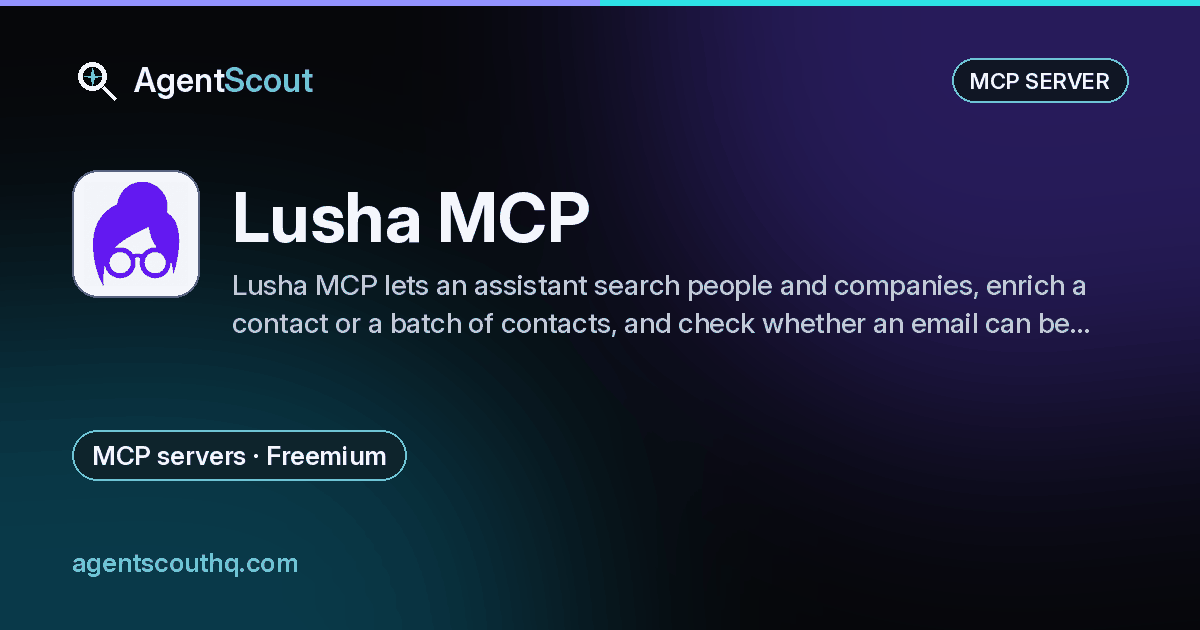 AgentScout
MCP SERVER
Lusha MCP
Lusha MCP lets an assistant search people and companies, enrich a
contact or a batch of contacts, and check whether an email can be...
MCP servers · Freemium
agentscouthq.com